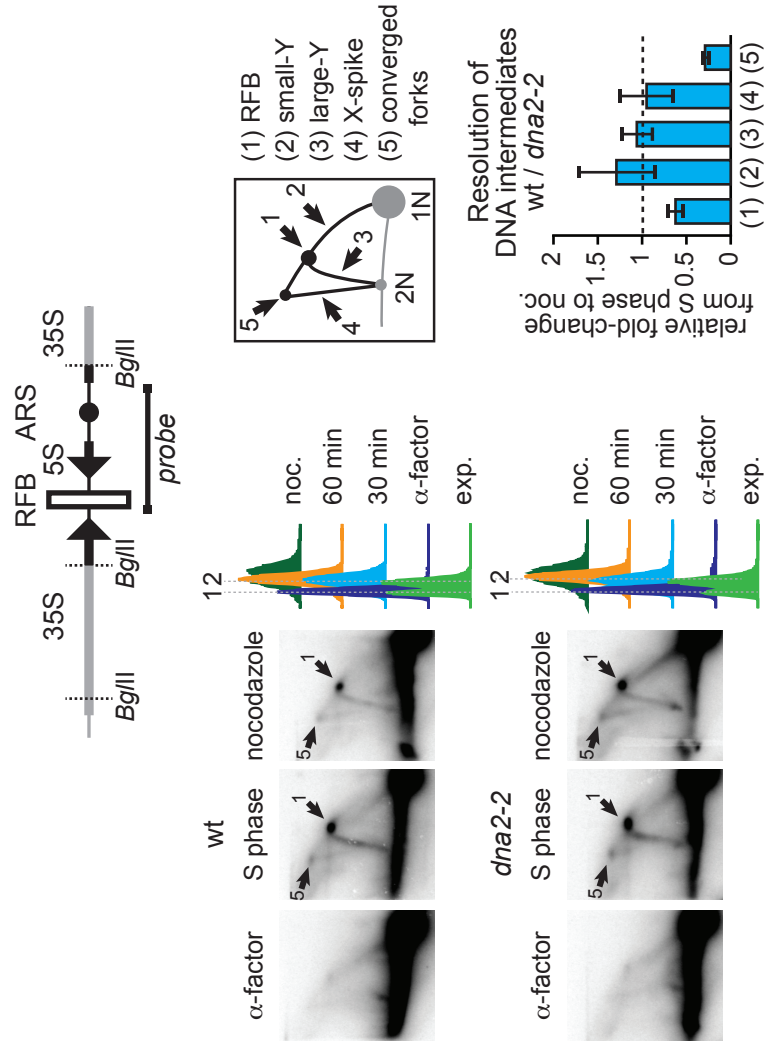 RFB
35S 5S ARS 35S
BglII BglII BglII
probe
wt
α-factor S phase nocodazole
5 1 5 1
1 2
noc.
60 min
30 min
α-factor
exp.
5 1 2 3 4
2N 1N
(1) RFB
(2) small-Y
(3) large-Y
(4) X-spike
(5) converged
forks
dna2-2
α-factor S phase nocodazole
5 1 5 1
1 2
noc.
60 min
30 min
α-factor
exp.
Resolution of
DNA intermediates
wt / dna2-2
relative fold-change
from S phase to noc.
2
1.5
1
0.5
0
(1) (2) (3) (4) (5)